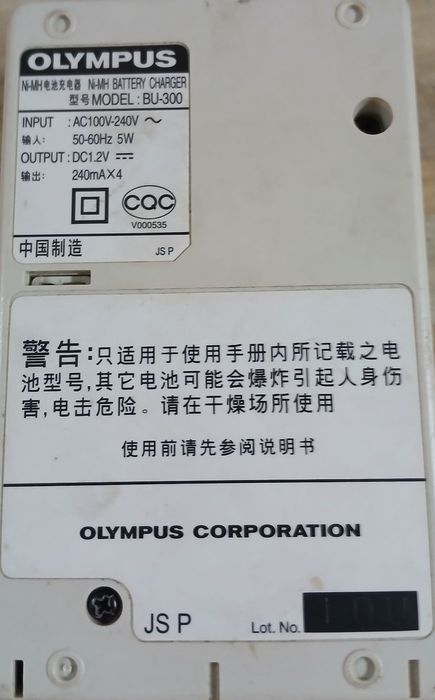 OLYMPUS
Ni-MH电池充电器 Ni-MH BATTERY CHARGER
型号MODEL : BU-300
INPUT : AC100V-240V ～
输入: 50-60Hz 5W
OUTPUT : DC1.2V ⎓
输出: 240mA×4
CQC
V000535
中国制造 JS P
警告:只适用于使用手册内所记载之电
池型号,其它电池可能会爆炸引起人身伤
害,电击危险。请在干燥场所使用
使用前请先参阅说明书
OLYMPUS CORPORATION
JS P Lot. No.